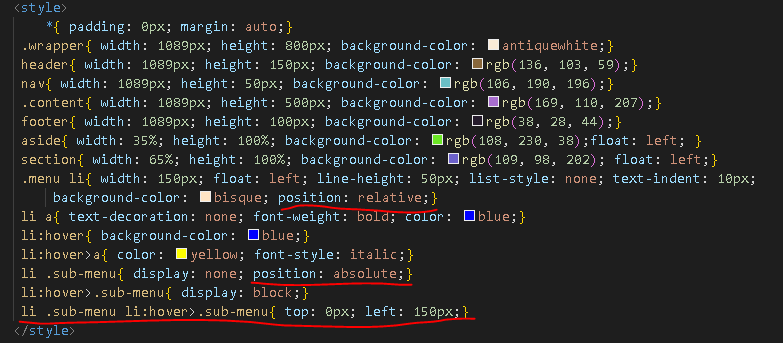 <style>
*{ padding: 0px; margin: auto;}
.wrapper{ width: 1089px; height: 800px; background-color: antiquewhite;}
header{ width: 1089px; height: 150px; background-color: rgb(136, 103, 59);}
nav{ width: 1089px; height: 50px; background-color: rgb(106, 190, 196);}
.content{ width: 1089px; height: 500px; background-color: rgb(169, 110, 207);}
footer{ width: 1089px; height: 100px; background-color: rgb(38, 28, 44);}
aside{ width: 35%; height: 100%; background-color: rgb(108, 230, 38);float: left; }
section{ width: 65%; height: 100%; background-color: rgb(109, 98, 202); float: left;}
.menu li{ width: 150px; float: left; line-height: 50px; list-style: none; text-indent: 10px;
background-color: bisque; position: relative;}
li a{ text-decoration: none; font-weight: bold; color: blue;}
li:hover{ background-color: blue;}
li:hover>a{ color: yellow; font-style: italic;}
li .sub-menu{ display: none; position: absolute;}
li:hover>.sub-menu{ display: block;}
li .sub-menu li:hover>.sub-menu{ top: 0px; left: 150px;}
</style>